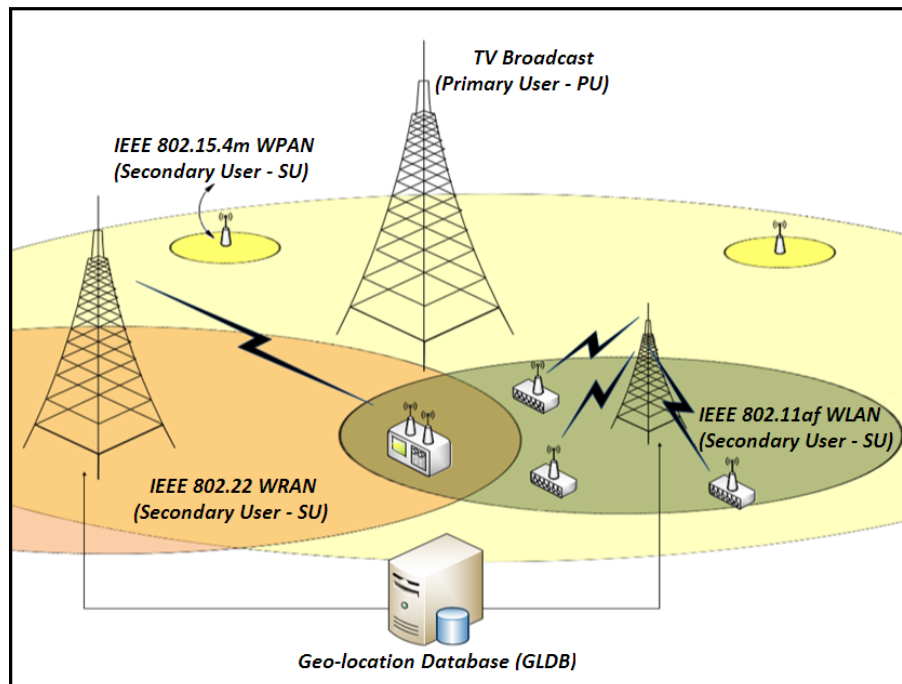 TV Broadcast
(Primary User - PU)
IEEE 802.15.4m WPAN
(Secondary User - SU)
IEEE 802.11af WLAN
(Secondary User - SU)
IEEE 802.22 WRAN
(Secondary User - SU)
Geo-location Database (GLDB)